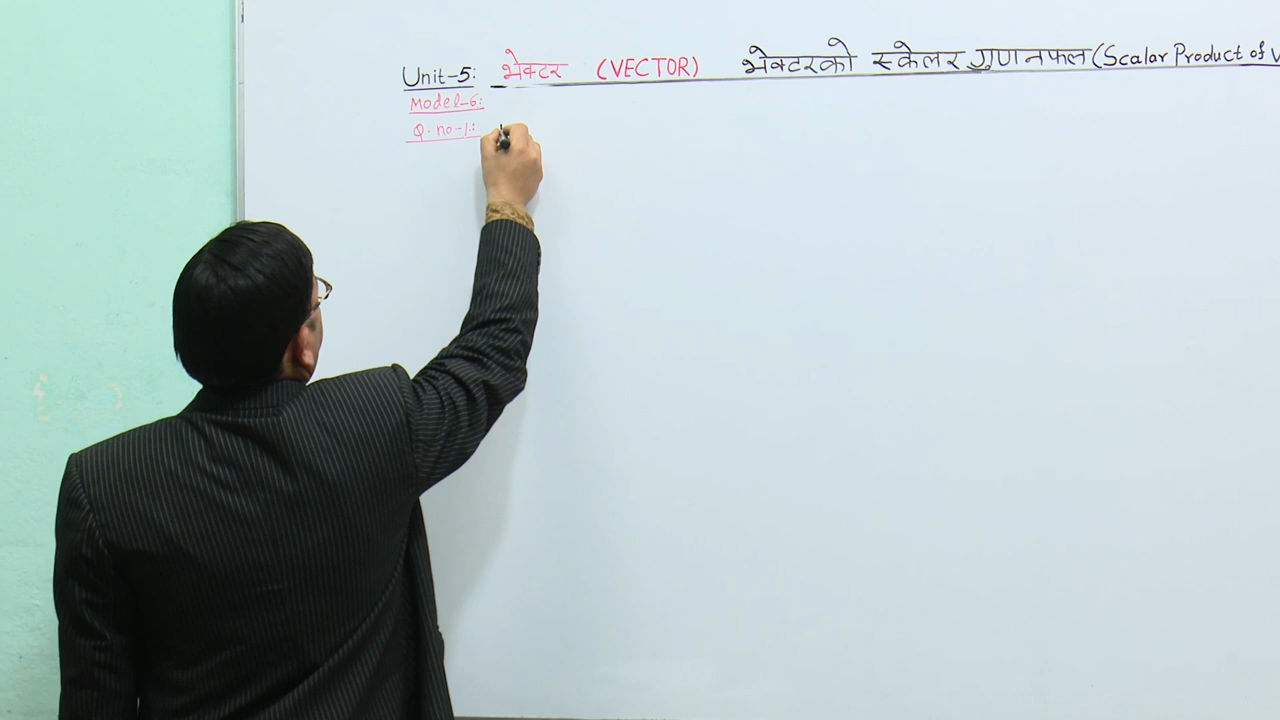 Unit-5: भेक्टर (VECTOR) भेक्टरको स्केलर गुणनफल (Scalar Product of V
Model-6:
Q. no-1: